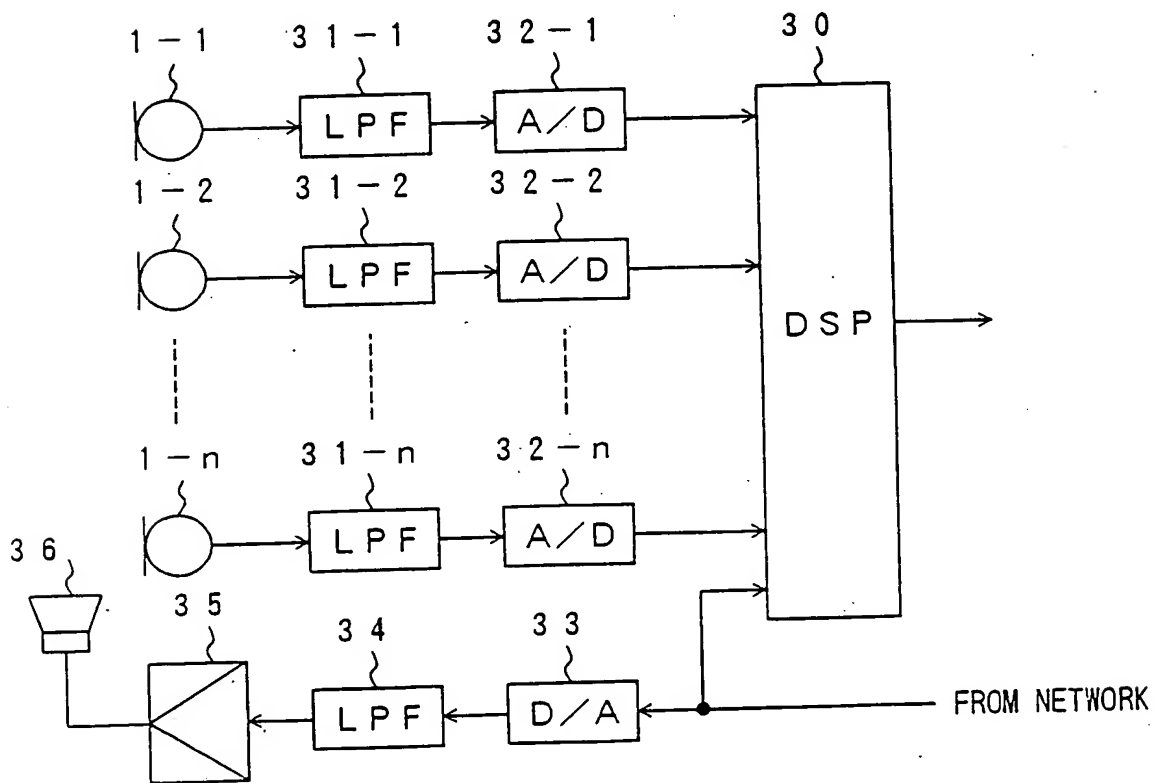 30
1-1 31-1 32-1
LPF A/D
1-2 31-2 32-2
LPF A/D
DSP
1-n 31-n 32-n
LPF A/D
36
35
34 33
LPF D/A
FROM NETWORK